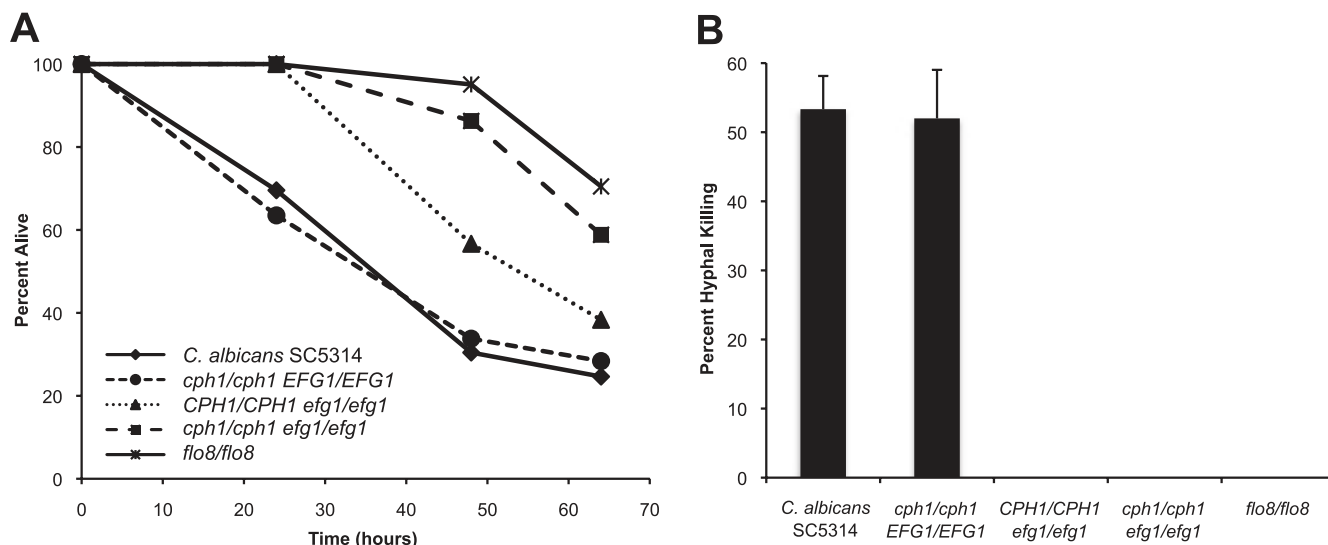 A
100
80
60
40
20
0
Percent Alive
C. albicans SC5314
cph1/cph1 EFG1/EFG1
CPH1/CPH1 efg1/efg1
cph1/cph1 efg1/efg1
flo8/flo8
0 10 20 30 40 50 60 70
Time (hours)
B
60
50
40
30
20
10
0
Percent Hyphal Killing
C. albicans cph1/cph1 CPH1/CPH1 cph1/cph1 flo8/flo8
SC5314 EFG1/EFG1 efg1/efg1 efg1/efg1